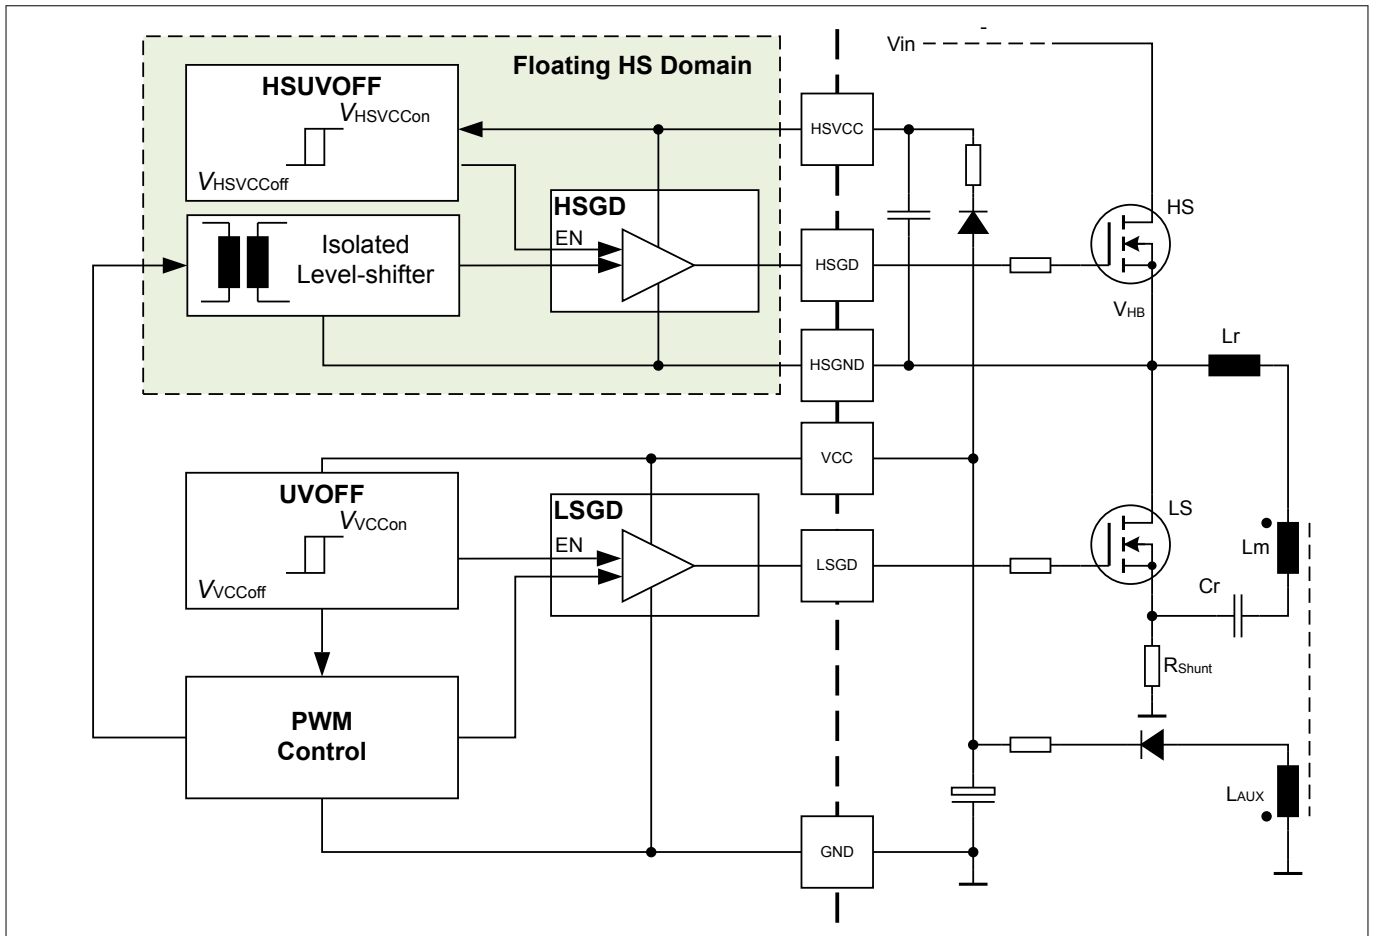 Floating HS Domain
HSUVOFF
VHSVCCon
VHSVCCoff
Isolated
Level-shifter
HSGD
EN
HSVCC
HSGD
HSGND
VCC
LSGD
GND
Vin
HS
VHB
Lr
LS
Lm
Cr
RShunt
LAUX
UVOFF
VVCCon
VVCCoff
LSGD
EN
PWM
Control